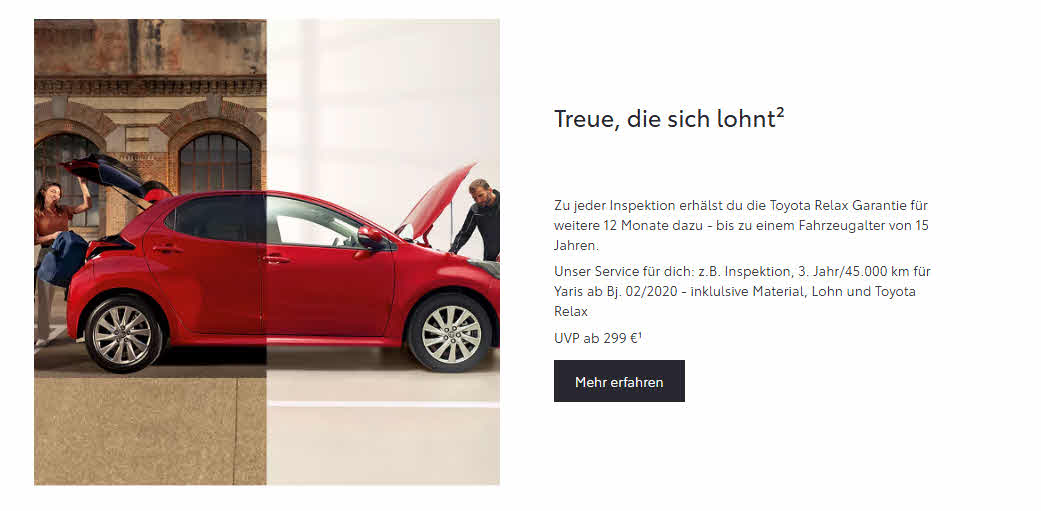 Treue, die sich lohnt²
Zu jeder Inspektion erhälst du die Toyota Relax Garantie für
weitere 12 Monate dazu - bis zu einem Fahrzeugalter von 15
Jahren.
Unser Service für dich: z.B. Inspektion, 3. Jahr/45.000 km für
Yaris ab Bj. 02/2020 - inklulsive Material, Lohn und Toyota
Relax
UVP ab 299 €¹
Mehr erfahren